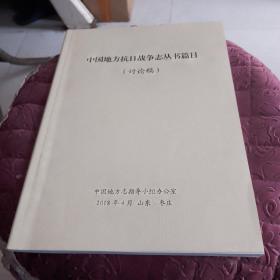 中国地方抗日战争志丛书篇目
（讨论稿）
中国地方志指导小组办公室
2018年4月 山东·枣庄